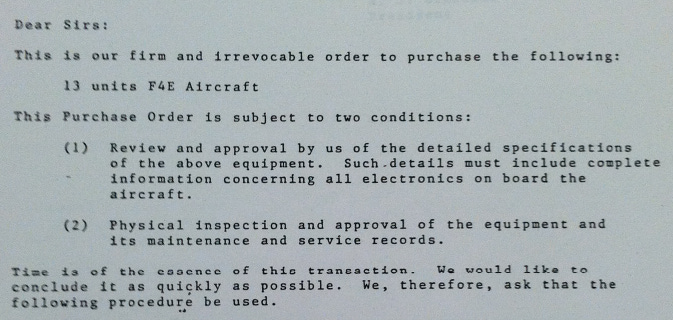 Dear Sirs:
This is our firm and irrevocable order to purchase the following:
13 units F4E Aircraft
This Purchase Order is subject to two conditions:
(1) Review and approval by us of the detailed specifications
of the above equipment. Such details must include complete
information concerning all electronics on board the
aircraft.
(2) Physical inspection and approval of the equipment and
its maintenance and service records.
Time is of the essence of this transaction. We would like to
conclude it as quickly as possible. We, therefore, ask that the
following procedure be used.